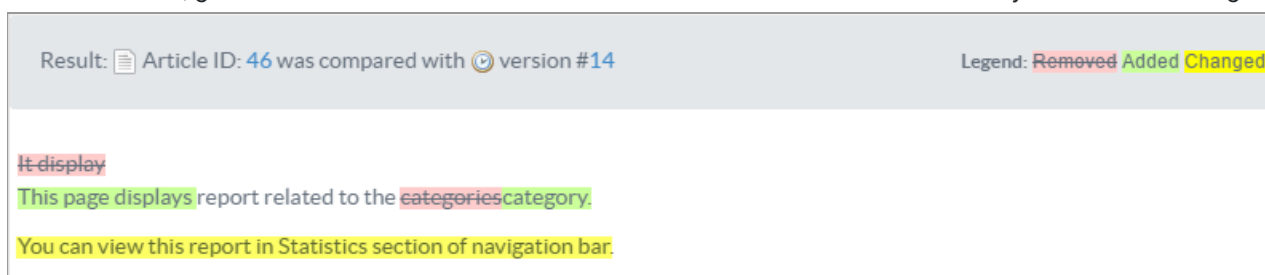 Result: Article ID: 46 was compared with version #14
Legend: Removed Added Changed
It display
This page displays report related to the categoriescategory.
You can view this report in Statistics section of navigation bar.